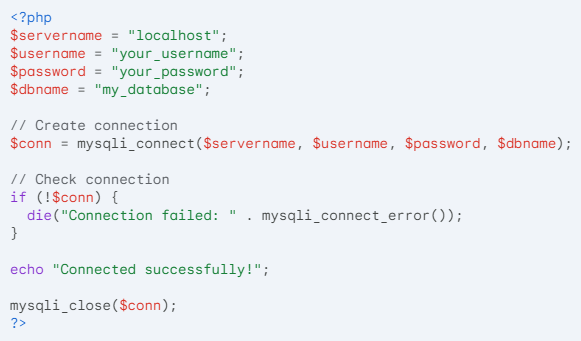 <?php
$servername = "localhost";
$username = "your_username";
$password = "your_password";
$dbname = "my_database";

// Create connection
$conn = mysqli_connect($servername, $username, $password, $dbname);

// Check connection
if (!$conn) {
  die("Connection failed: " . mysqli_connect_error());
}

echo "Connected successfully!";

mysqli_close($conn);
?>